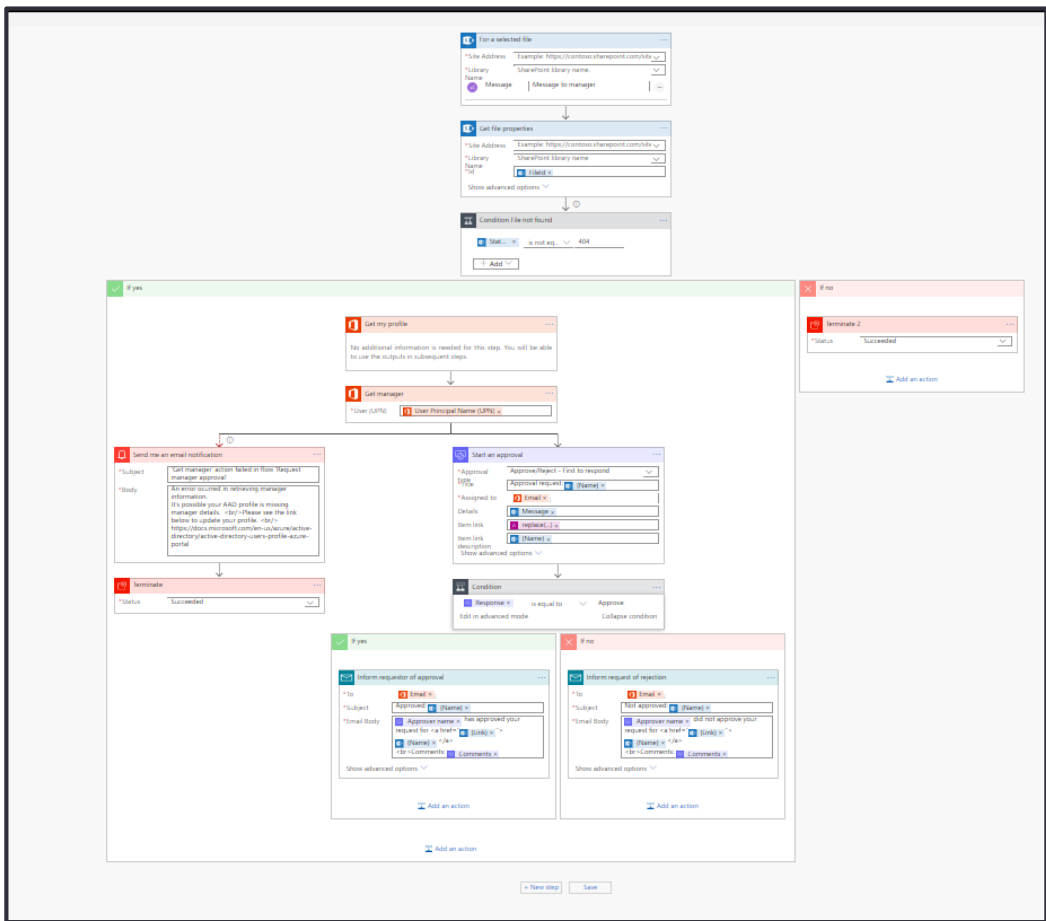 For a selected file
*Site Address Example: https://contoso.sharepoint.com/site
*Library Name SharePoint library name.
Message Message to manager
Get file properties
*Site Address Example: https://contoso.sharepoint.com/site
*Library Name SharePoint library name
*Id FileId ×
Show advanced options
Condition File not found
Stat... × is not eq... 404
+ Add
If yes
If no
Get my profile
No additional information is needed for this step. You will be able
to use the outputs in subsequent steps.
Terminate 2
*Status Succeeded
Add an action
Get manager
*User (UPN) User Principal Name (UPN) ×
Send me an email notification
*Subject 'Get manager' action failed in flow 'Request
manager approval'
*Body An error ocurred in retrieving manager
information.
It's possible your AAD profile is missing
manager details. <br/>Please see the link
below to update your profile. <br/>
https://docs.microsoft.com/en-us/azure/active-
directory/active-directory-users-profile-azure-
portal
Terminate
*Status Succeeded
Start an approval
*Approval type Approve/Reject - First to respond
*Title Approval request: {Name} ×
*Assigned to Email × ;
Details Message ×
Item link replace(...) ×
Item link description {Name} ×
Show advanced options
Condition
Response × is equal to Approve
Edit in advanced mode Collapse condition
If yes
Inform requestor of approval
*To Email × ;
*Subject Approved: {Name} ×
*Email Body Approver name × has approved your
request for <a href=" {Link} × ">
{Name} × </a>
<br>Comments: Comments ×
Show advanced options
Add an action
If no
Inform request of rejection
*To Email × ;
*Subject Not approved: {Name} ×
*Email Body Approver name × did not approve your
request for <a href=" {Link} × ">
{Name} × </a>
<br>Comments: Comments ×
Show advanced options
Add an action
Add an action
+ New step Save